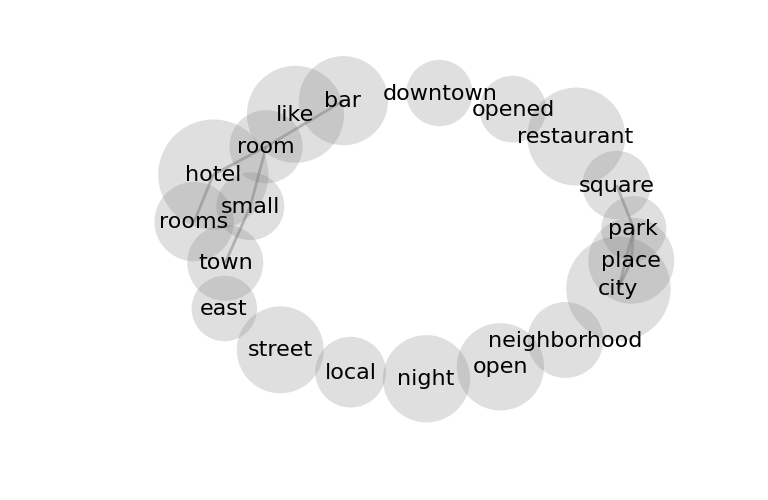 downtown
bar
opened
like
restaurant
room
hotel
square
small
rooms
park
place
town
city
east
neighborhood
street
open
local
night